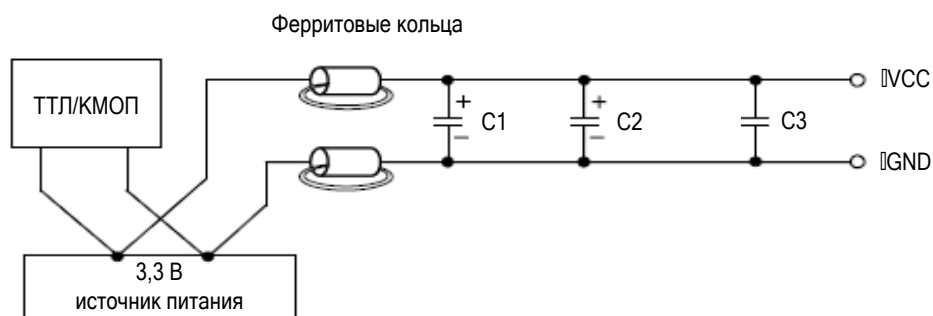 Ферритовые кольца
ТТЛ/КМОП
VCC
+
+
C1
C2
C3
–
–
GND
3,3 В
источник питания